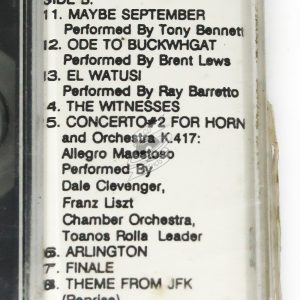 SIDE B:
11. MAYBE SEPTEMBER
Performed By Tony Bennett
12. ODE TO BUCKWHGAT
Performed By Brent Lews
13. EL WATUSI
Performed By Ray Barretto
4. THE WITNESSES
5. CONCERTO#2 FOR HORN
and Orchestra K.417:
Allegro Maestoso
Performed By
Dale Clevenger,
Franz Liszt
Chamber Orchestra,
Toanos Rolla Leader
6. ARLINGTON
7. FINALE
8. THEME FROM JFK
(Reprise)